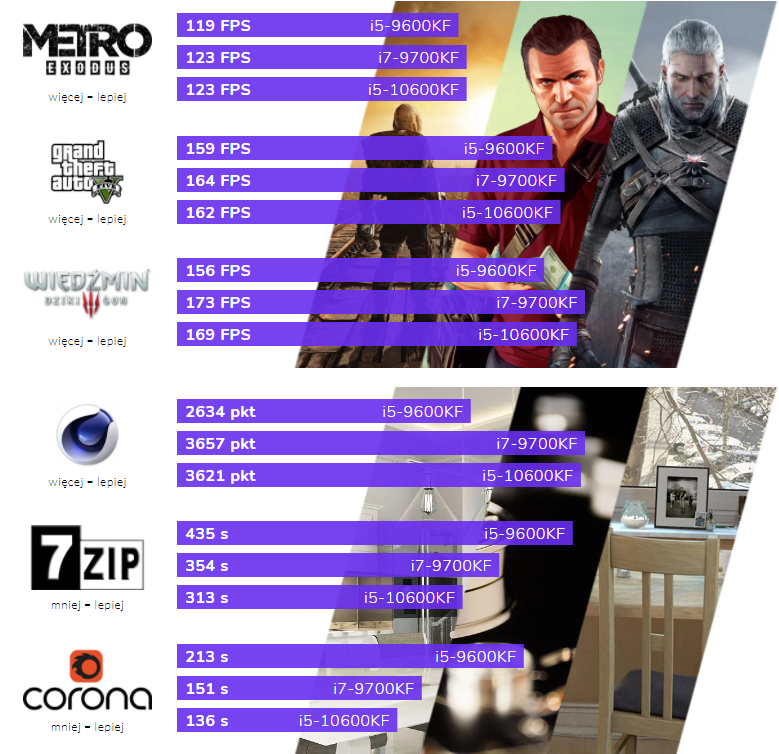 METRO
EXODUS
więcej – lepiej
119 FPS i5-9600KF
123 FPS i7-9700KF
123 FPS i5-10600KF
grand
theft
auto
FIVE
więcej – lepiej
159 FPS i5-9600KF
164 FPS i7-9700KF
162 FPS i5-10600KF
WIEDŹMIN
DZIKI GON
więcej – lepiej
156 FPS i5-9600KF
173 FPS i7-9700KF
169 FPS i5-10600KF
więcej – lepiej
2634 pkt i5-9600KF
3657 pkt i7-9700KF
3621 pkt i5-10600KF
7ZIP
mniej – lepiej
435 s i5-9600KF
354 s i7-9700KF
313 s i5-10600KF
corona
mniej – lepiej
213 s i5-9600KF
151 s i7-9700KF
136 s i5-10600KF